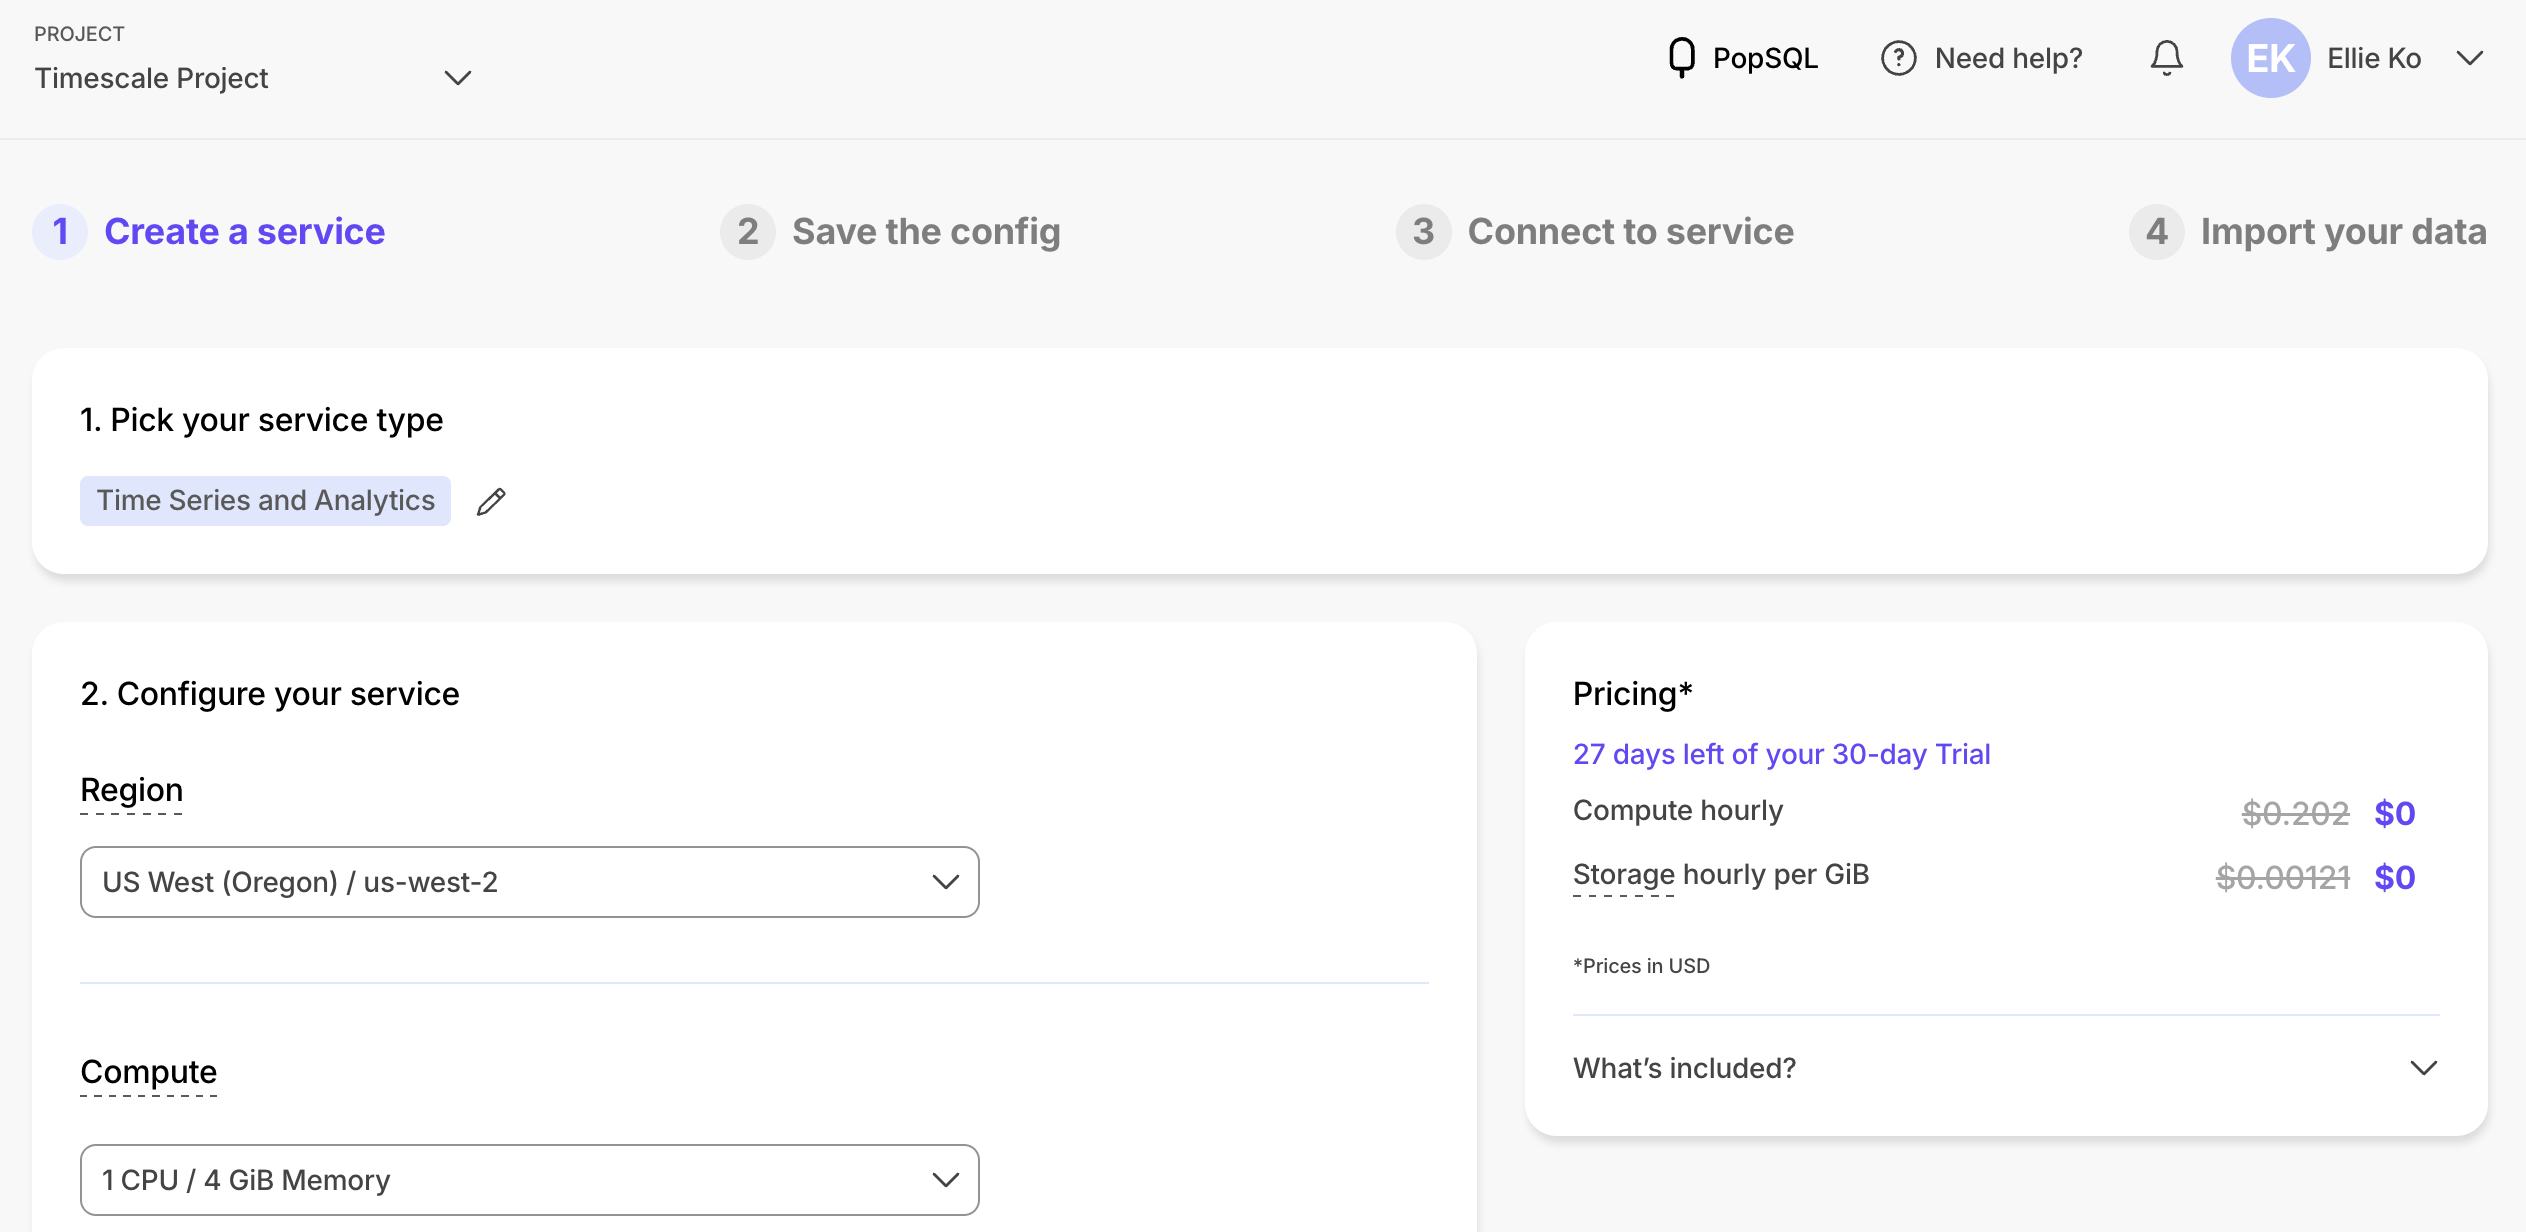 PROJECT
Timescale Project
PopSQL
Need help?
EK
Ellie Ko
1 Create a service
2 Save the config
3 Connect to service
4 Import your data
1. Pick your service type
Time Series and Analytics
2. Configure your service
Region
US West (Oregon) / us-west-2
Compute
1 CPU / 4 GiB Memory
Pricing*
27 days left of your 30-day Trial
Compute hourly $0.202 $0
Storage hourly per GiB $0.00121 $0
*Prices in USD
What's included?